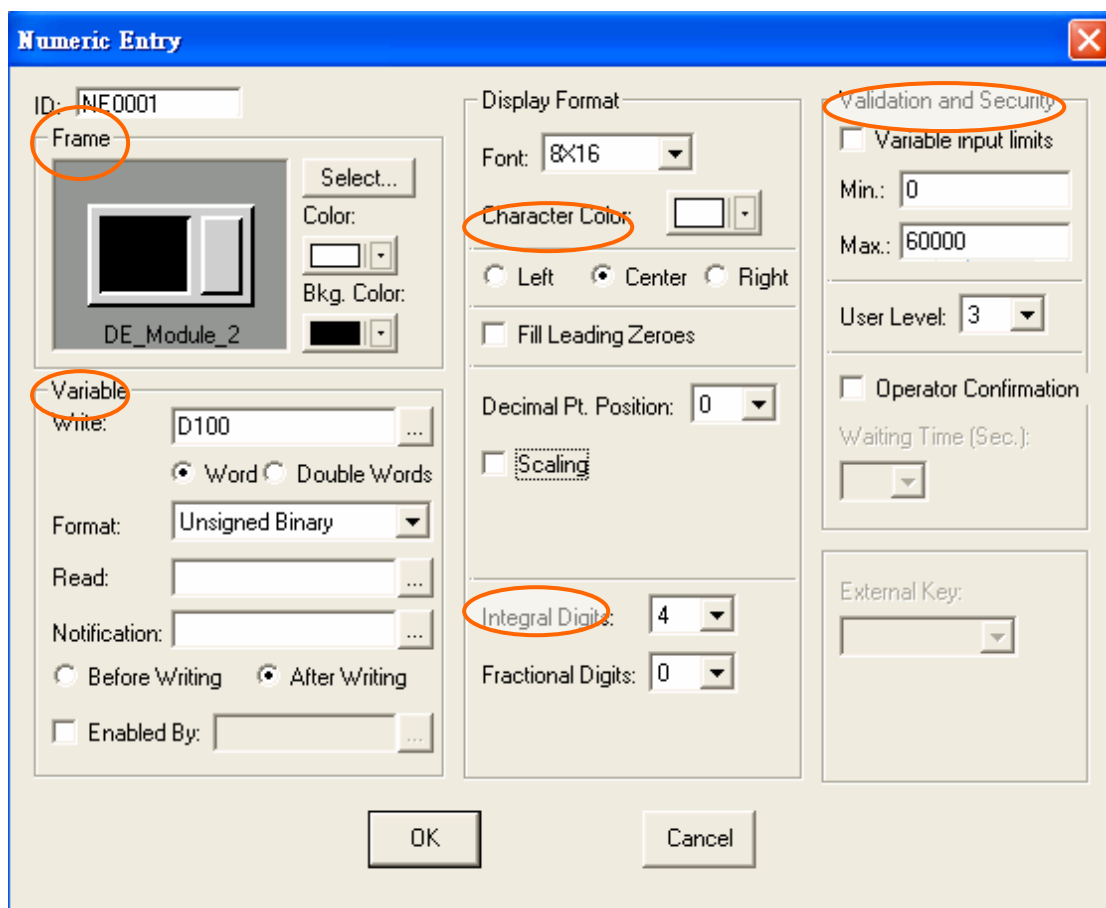 Numeric Entry
ID: NE0001
Frame
Select...
Color:
Bkg. Color:
DE_Module_2
Variable
Write: D100 ...
Word Double Words
Format: Unsigned Binary
Read: ...
Notification: ...
Before Writing After Writing
Enabled By: ...
Display Format
Font: 8X16
Character Color:
Left Center Right
Fill Leading Zeroes
Decimal Pt. Position: 0
Scaling
Integral Digits: 4
Fractional Digits: 0
Validation and Security
Variable input limits
Min.: 0
Max.: 60000
User Level: 3
Operator Confirmation
Waiting Time (Sec.):
External Key:
OK Cancel